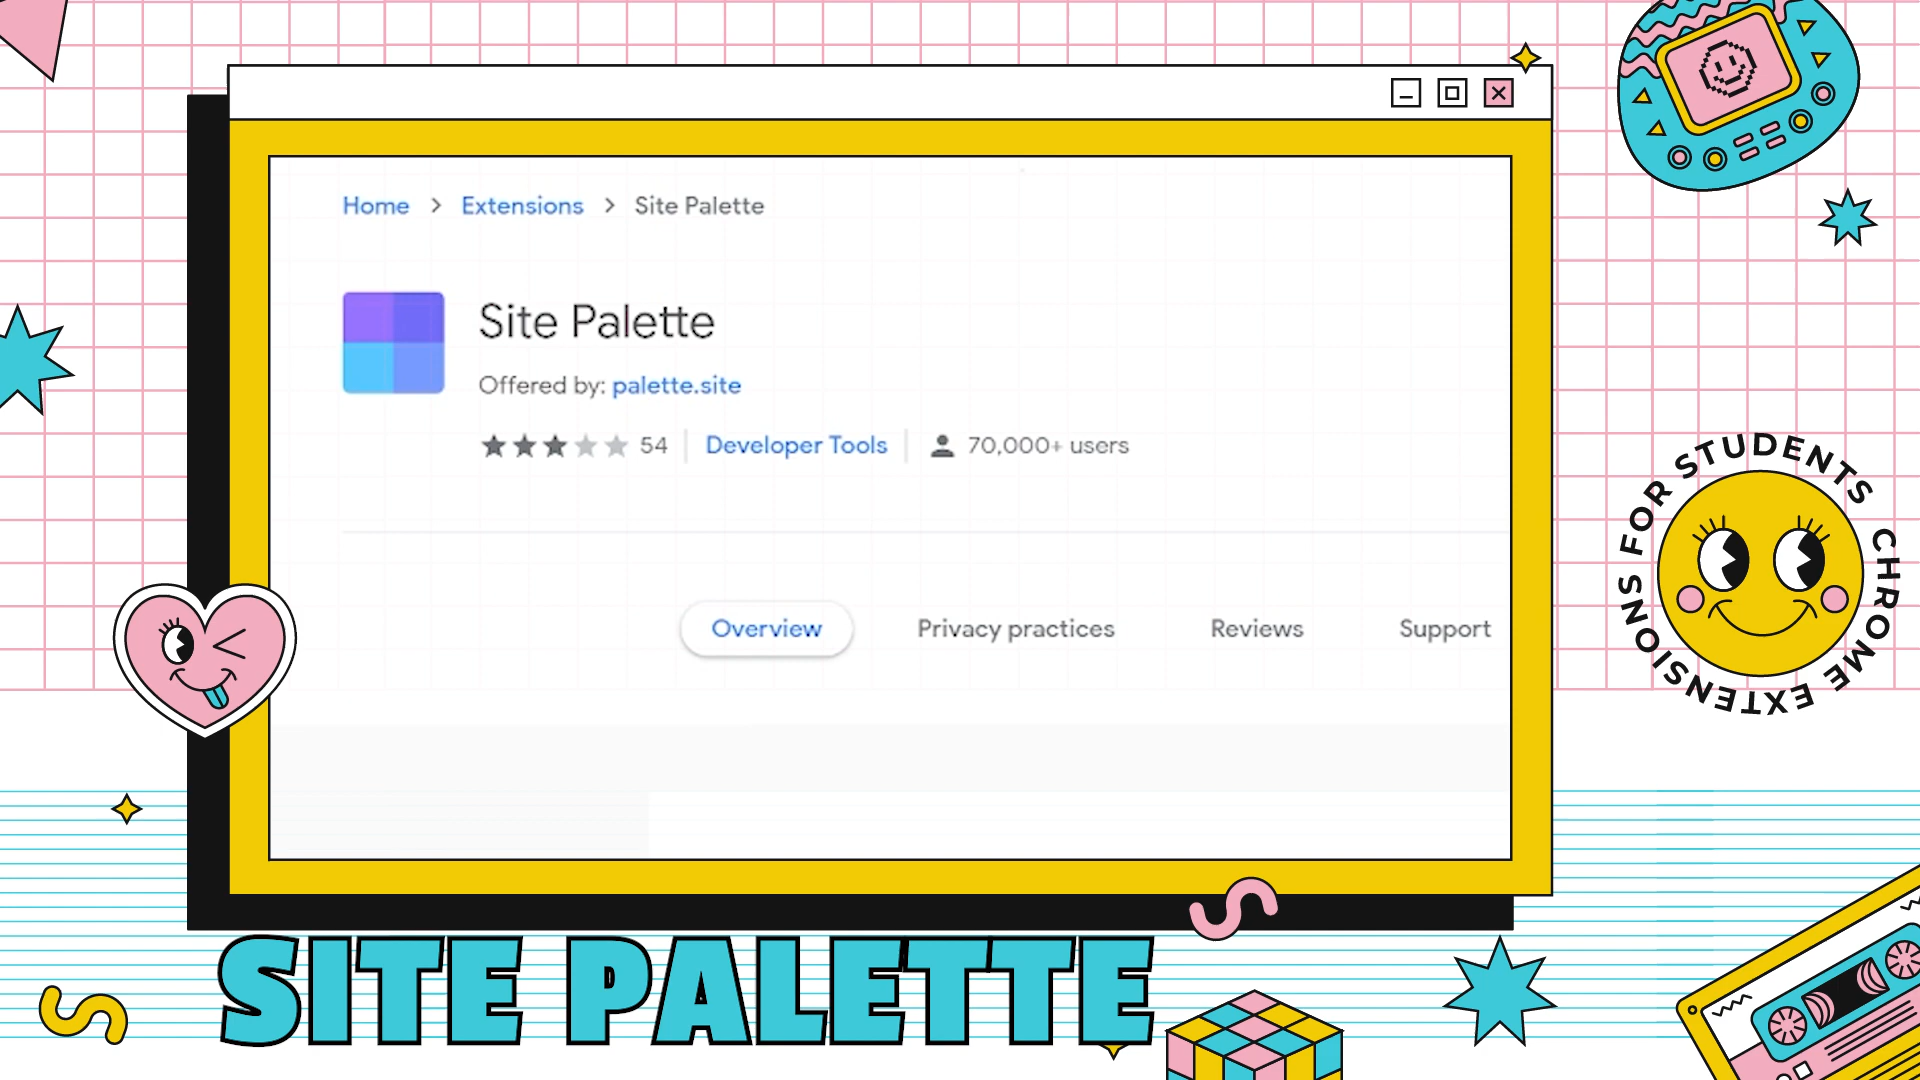 Home > Extensions > Site Palette
Site Palette
Offered by: palette.site
54 Developer Tools 70,000+ users
Overview Privacy practices Reviews Support
CHROME EXTENSIONS FOR STUDENTS
SITE PALETTE